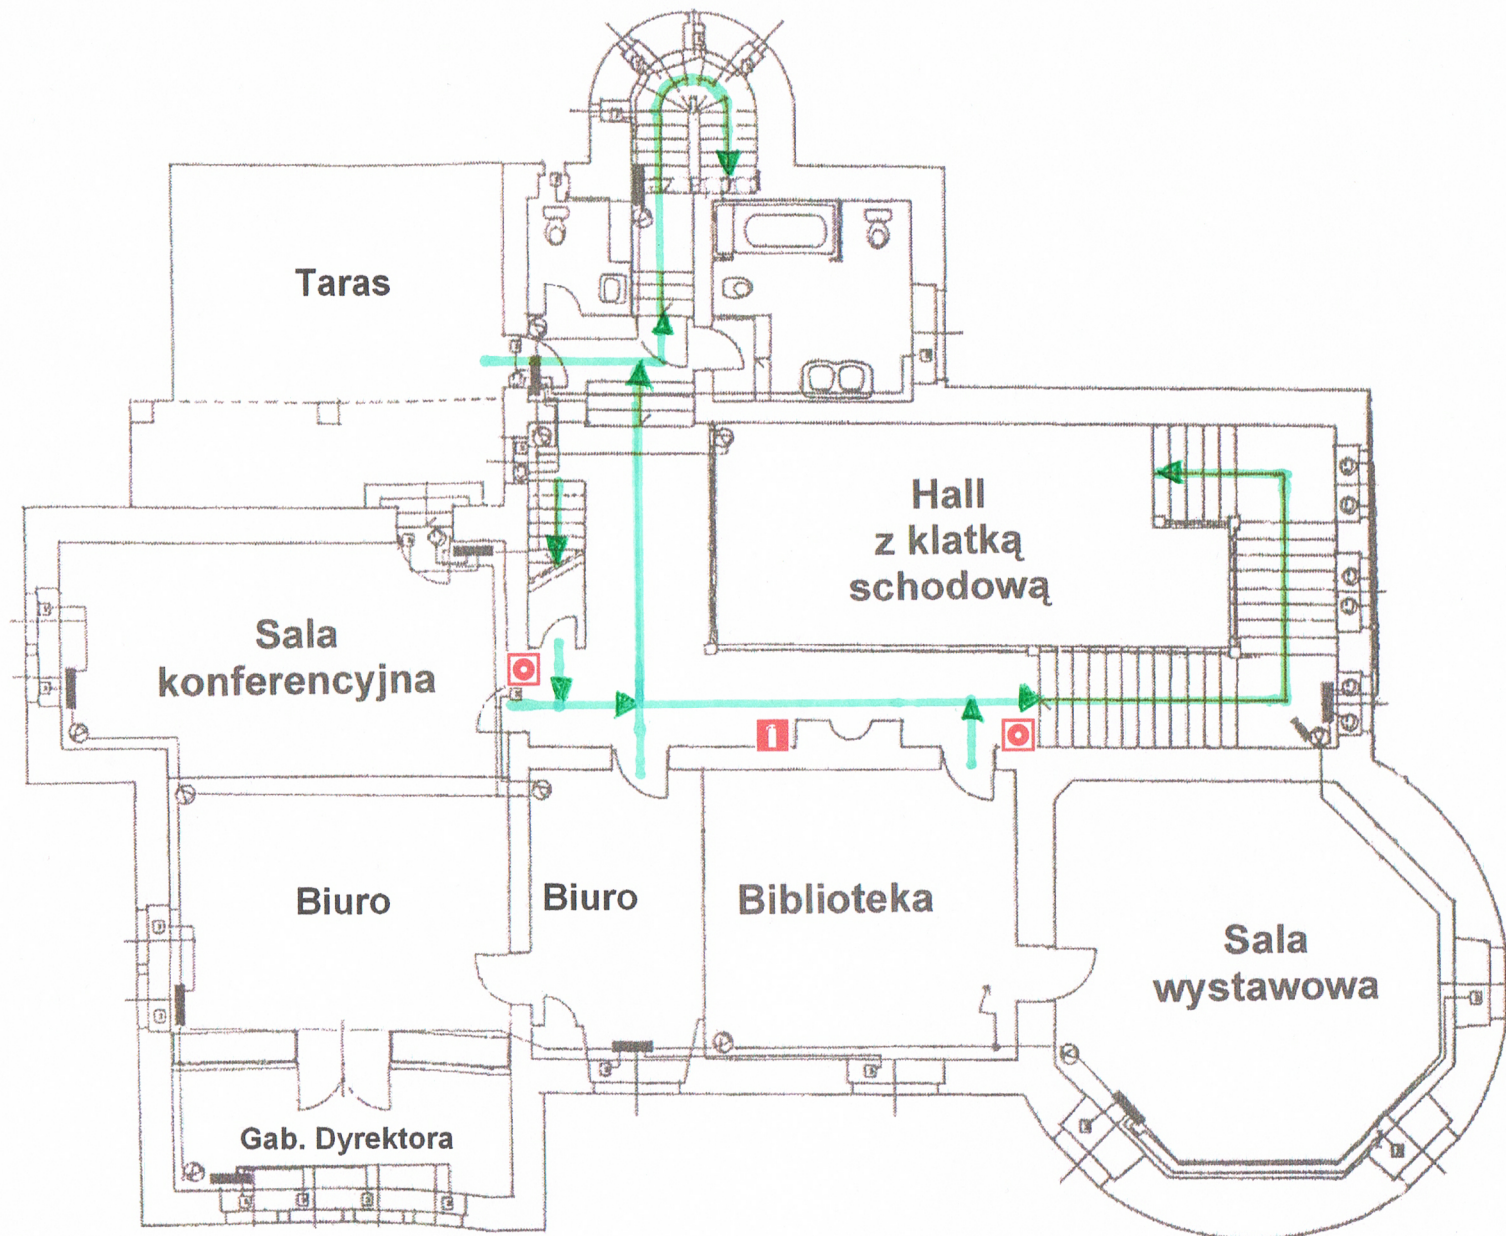 Taras
Hall
z klatką
schodową
Sala
konferencyjna
Biuro
Biuro
Biblioteka
Sala
wystawowa
Gab. Dyrektora